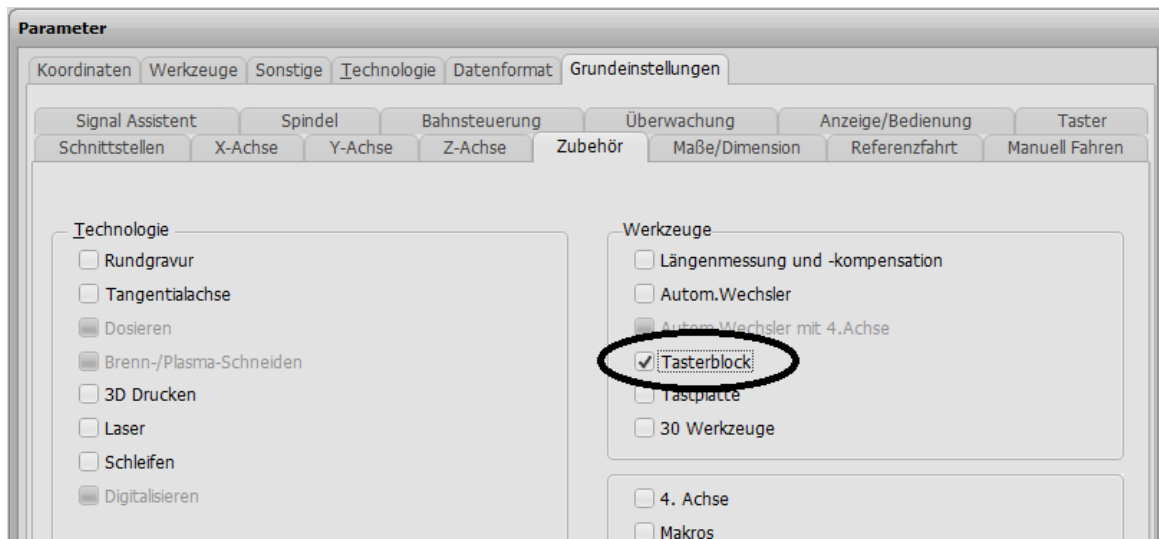 Parameter
Koordinaten Werkzeuge Sonstige Technologie Datenformat Grundeinstellungen
Signal Assistent Spindel Bahnsteuerung Überwachung Anzeige/Bedienung Taster
Schnittstellen X-Achse Y-Achse Z-Achse Zubehör Maße/Dimension Referenzfahrt Manuell Fahren
Technologie
Rundgravur
Tangentialachse
Dosieren
Brenn-/Plasma-Schneiden
3D Drucken
Laser
Schleifen
Digitalisieren
Werkzeuge
Längenmessung und -kompensation
Autom.Wechsler
Autom.Wechsler mit 4.Achse
Tasterblock
Tastplatte
30 Werkzeuge
4. Achse
Makros